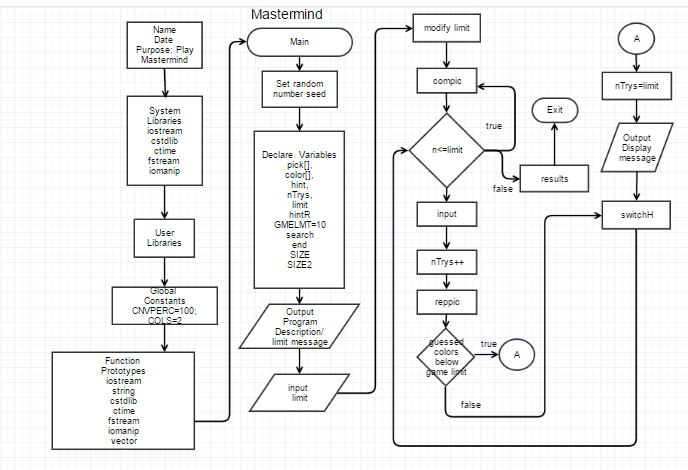 Mastermind
Name
Date
Purpose: Play
Mastermind
System
Libraries
iostream
cstdlib
ctime
fstream
iomanip
User
Libraries
Global
Constants
CNVPERC=100;
COLS=2
Function
Prototypes
iostream
string
cstdlib
ctime
fstream
iomanip
vector
Main
Set random
number seed
Declare Variables
pick[],
color[],
hint,
nTrys,
limit
hintR
GMELMT=10
search
end
SIZE
SIZE2
Output
Program
Description/
limit message
input
limit
modify limit
compic
true
n<=limit
false
results
Exit
input
nTrys++
reppic
guessed
colors
below
game limit
true
A
false
A
nTrys=limit
Output
Display
message
switchH